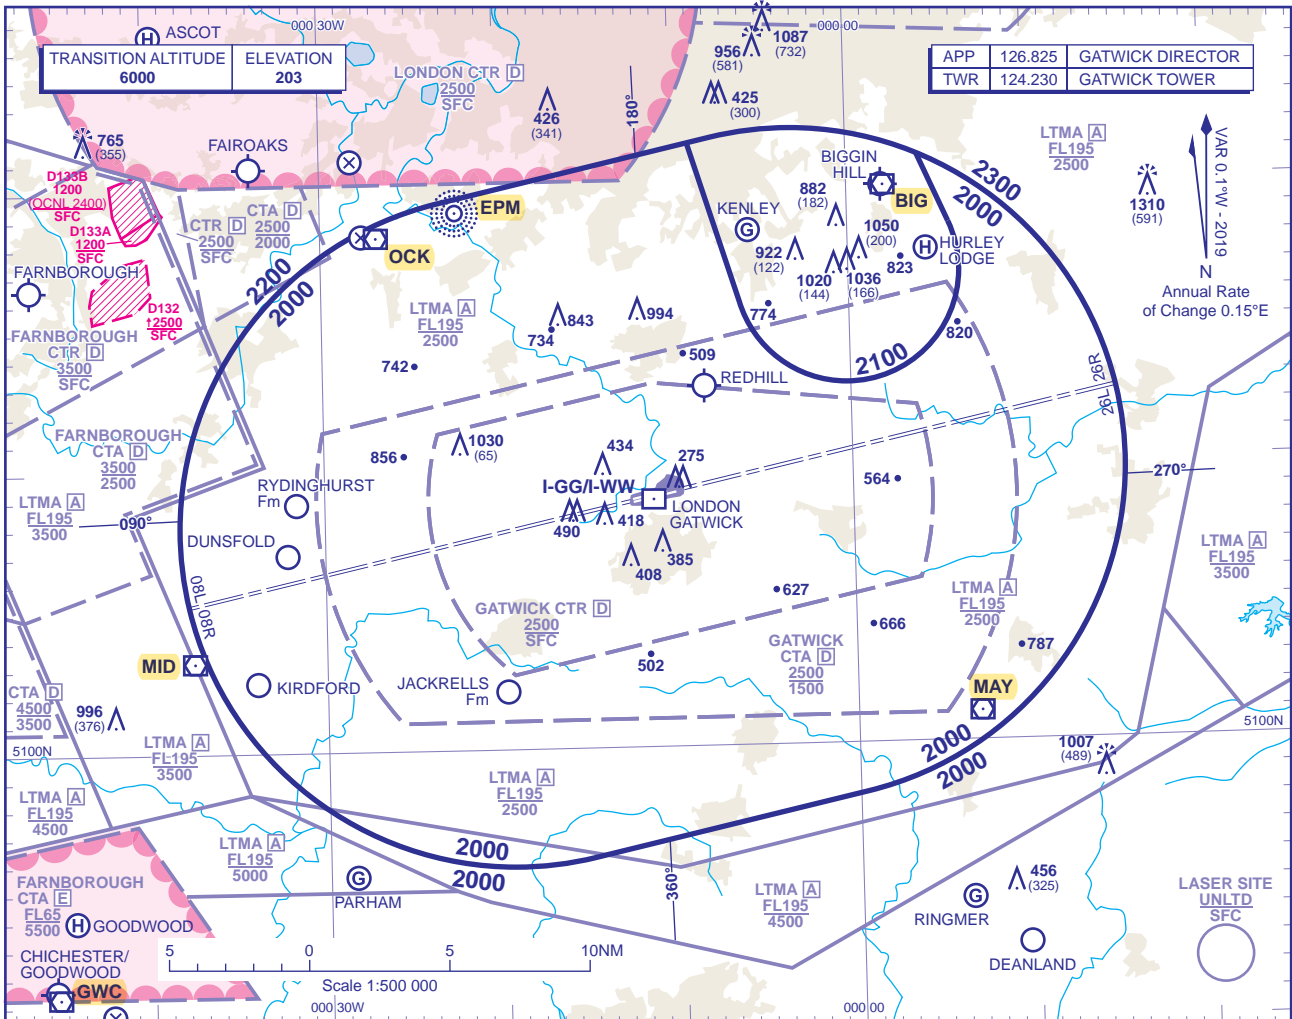 ASCOT
000 30W
000 00
TRANSITION ALTITUDE
6000
ELEVATION
203
1087
(732)
956
(581)
425
(300)
APP 126.825 GATWICK DIRECTOR
TWR 124.230 GATWICK TOWER
LONDON CTR D
2500
SFC
426
(341)
180°
765
(355)
FAIROAKS
LTMA A
FL195
2500
VAR 0.1°W - 2019
N
Annual Rate
of Change 0.15°E
1310
(591)
D133B
1200
(OCNL 2400)
SFC
D133A
1200
SFC
CTR D
2500
SFC
CTA D
2500
2000
EPM
OCK
BIGGIN
HILL
BIG
882
(182)
KENLEY
1050
(200)
922
(122)
1020
(144)
1036
(166)
823
HURLEY
LODGE
2300
2000
FARNBOROUGH
D132
†2500
SFC
2200
2000
FARNBOROUGH
CTR D
3500
SFC
LTMA A
FL195
2500
843
734
994
774
820
742
509
REDHILL
2100
26L 26R
FARNBOROUGH
CTA D
3500
2500
1030
(65)
856
434
275
564
270°
RYDINGHURST
Fm
I-GG/I-WW
LONDON
GATWICK
490
418
LTMA A
FL195
3500
090°
DUNSFOLD
408
385
LTMA A
FL195
3500
08L 08R
GATWICK CTR D
2500
SFC
627
LTMA A
FL195
2500
666
GATWICK
CTA D
2500
1500
787
MID
KIRDFORD
JACKRELLS
Fm
502
MAY
CTA D
4500
3500
996
(376)
5100N
5100N
LTMA A
FL195
3500
2000
2000
1007
(489)
LTMA A
FL195
4500
LTMA A
FL195
2500
LTMA A
FL195
5000
2000
2000
360°
FARNBOROUGH
CTA E
FL65
5500
GOODWOOD
PARHAM
LTMA A
FL195
4500
456
(325)
RINGMER
DEANLAND
LASER SITE
UNLTD
SFC
CHICHESTER/
GOODWOOD
GWC
5 0 5 10NM
Scale 1:500 000
000 30W
000 00